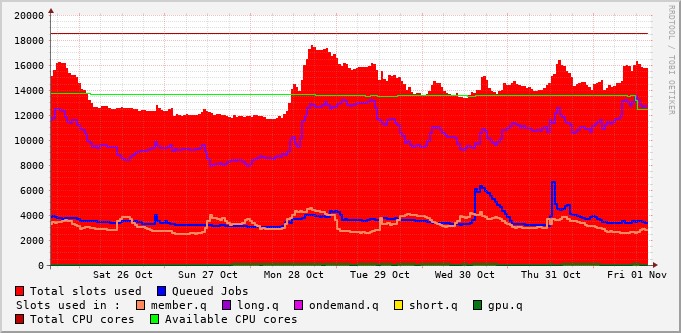 20000
18000
16000
14000
12000
10000
8000
6000
4000
2000
0
Sat 26 Oct Sun 27 Oct Mon 28 Oct Tue 29 Oct Wed 30 Oct Thu 31 Oct Fri 01 Nov
RRDTOOL / TOBI OETIKER
Total slots used Queued Jobs
Slots used in : member.q long.q ondemand.q short.q gpu.q
Total CPU cores Available CPU cores